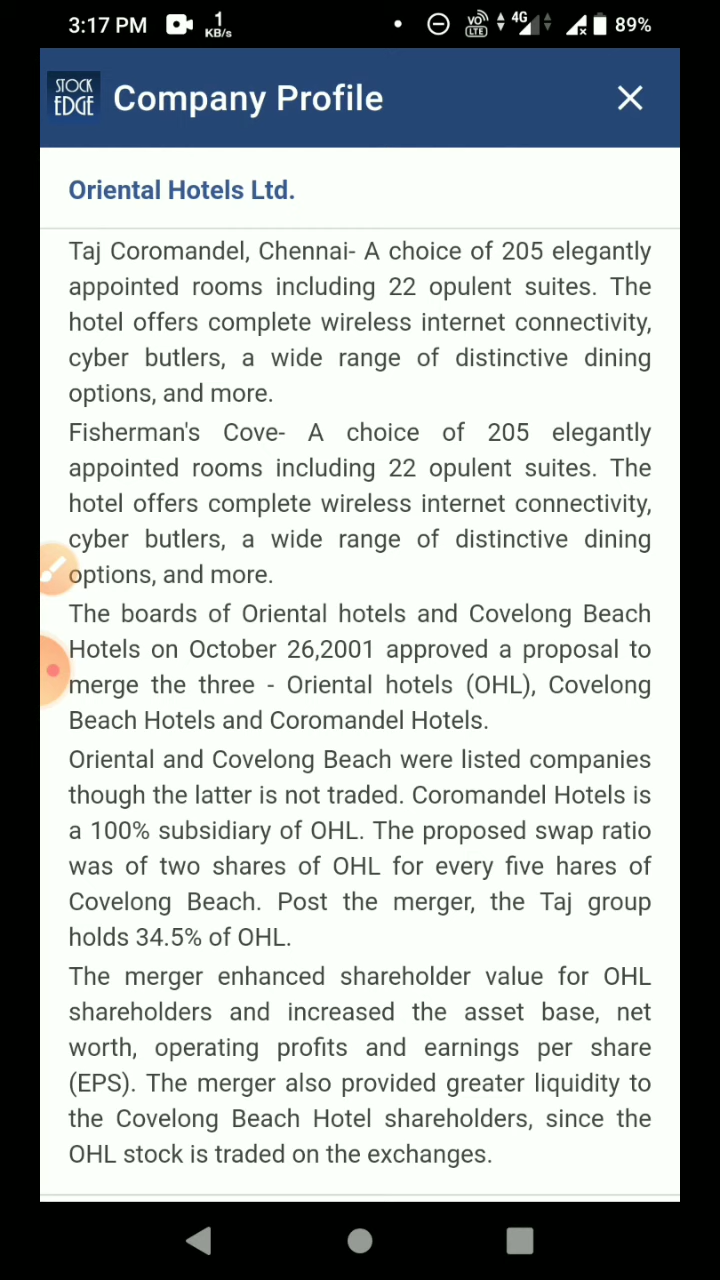 3:17 PM 1 KB/s VO LTE 4G 89%
STOCK EDGE Company Profile
Oriental Hotels Ltd.
Taj Coromandel, Chennai- A choice of 205 elegantly
appointed rooms including 22 opulent suites. The
hotel offers complete wireless internet connectivity,
cyber butlers, a wide range of distinctive dining
options, and more.
Fisherman's Cove- A choice of 205 elegantly
appointed rooms including 22 opulent suites. The
hotel offers complete wireless internet connectivity,
cyber butlers, a wide range of distinctive dining
options, and more.
The boards of Oriental hotels and Covelong Beach
Hotels on October 26,2001 approved a proposal to
merge the three - Oriental hotels (OHL), Covelong
Beach Hotels and Coromandel Hotels.
Oriental and Covelong Beach were listed companies
though the latter is not traded. Coromandel Hotels is
a 100% subsidiary of OHL. The proposed swap ratio
was of two shares of OHL for every five hares of
Covelong Beach. Post the merger, the Taj group
holds 34.5% of OHL.
The merger enhanced shareholder value for OHL
shareholders and increased the asset base, net
worth, operating profits and earnings per share
(EPS). The merger also provided greater liquidity to
the Covelong Beach Hotel shareholders, since the
OHL stock is traded on the exchanges.